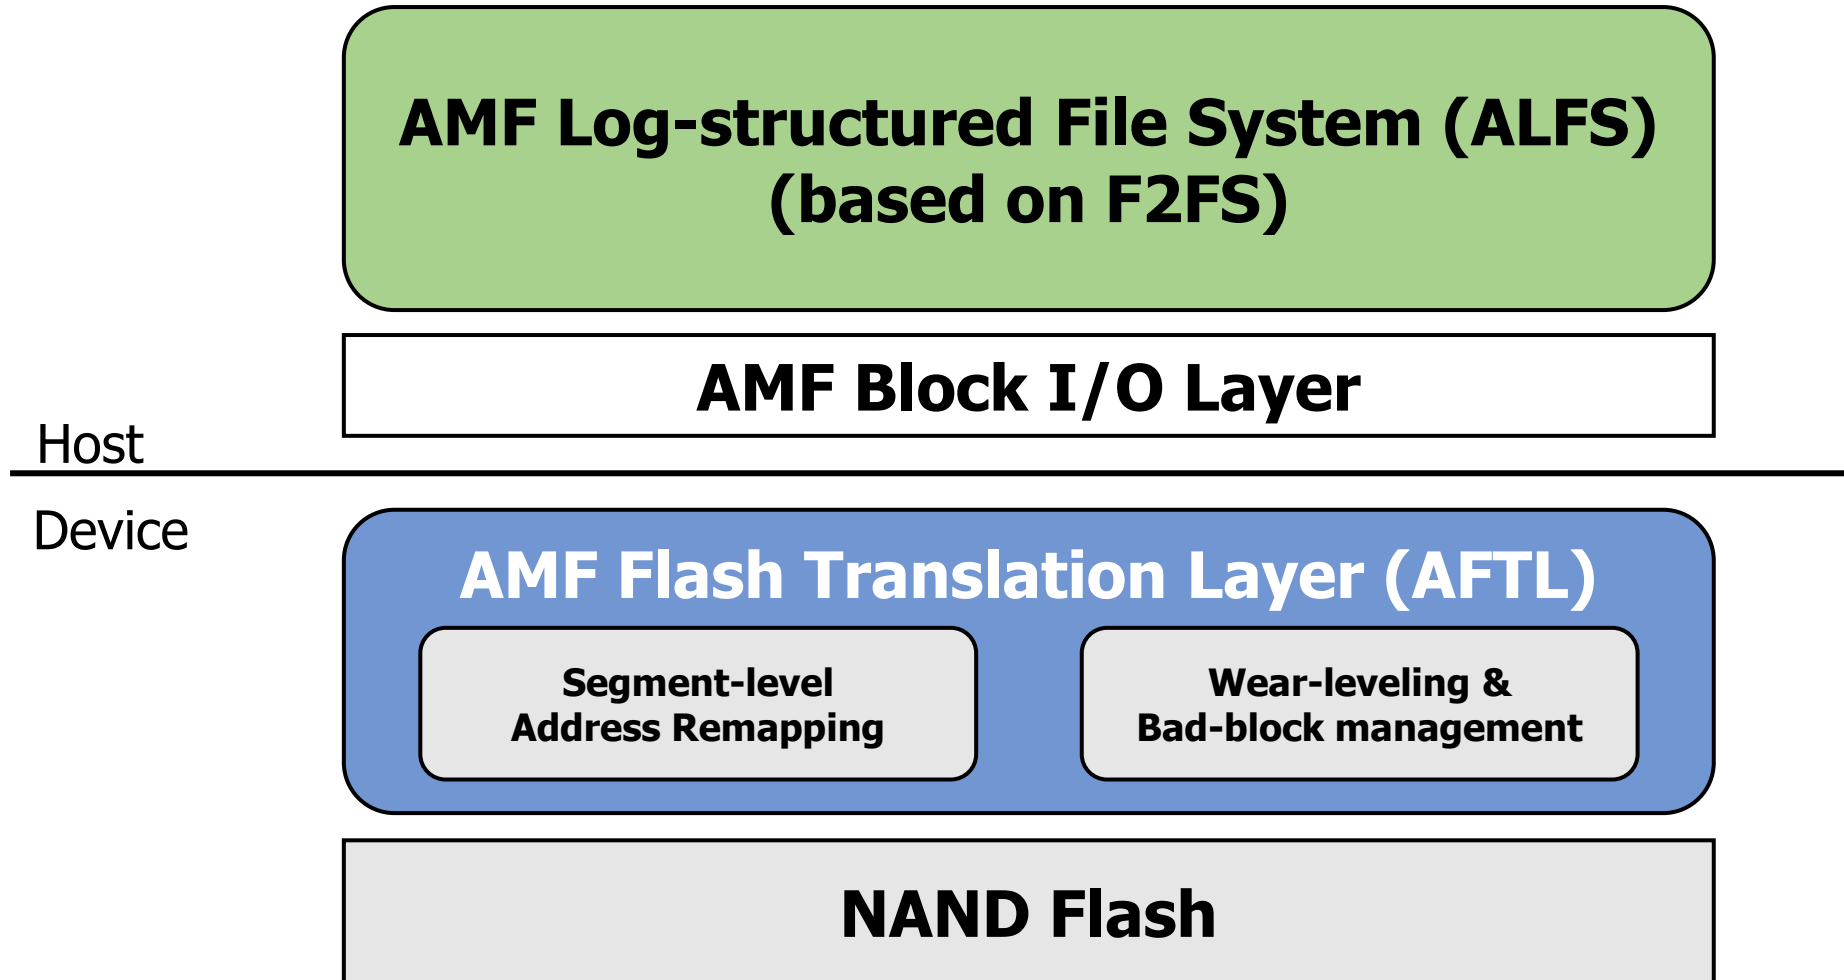 AMF Log-structured File System (ALFS)
(based on F2FS)
AMF Block I/O Layer
Host
Device
AMF Flash Translation Layer (AFTL)
Segment-level
Address Remapping
Wear-leveling &
Bad-block management
NAND Flash